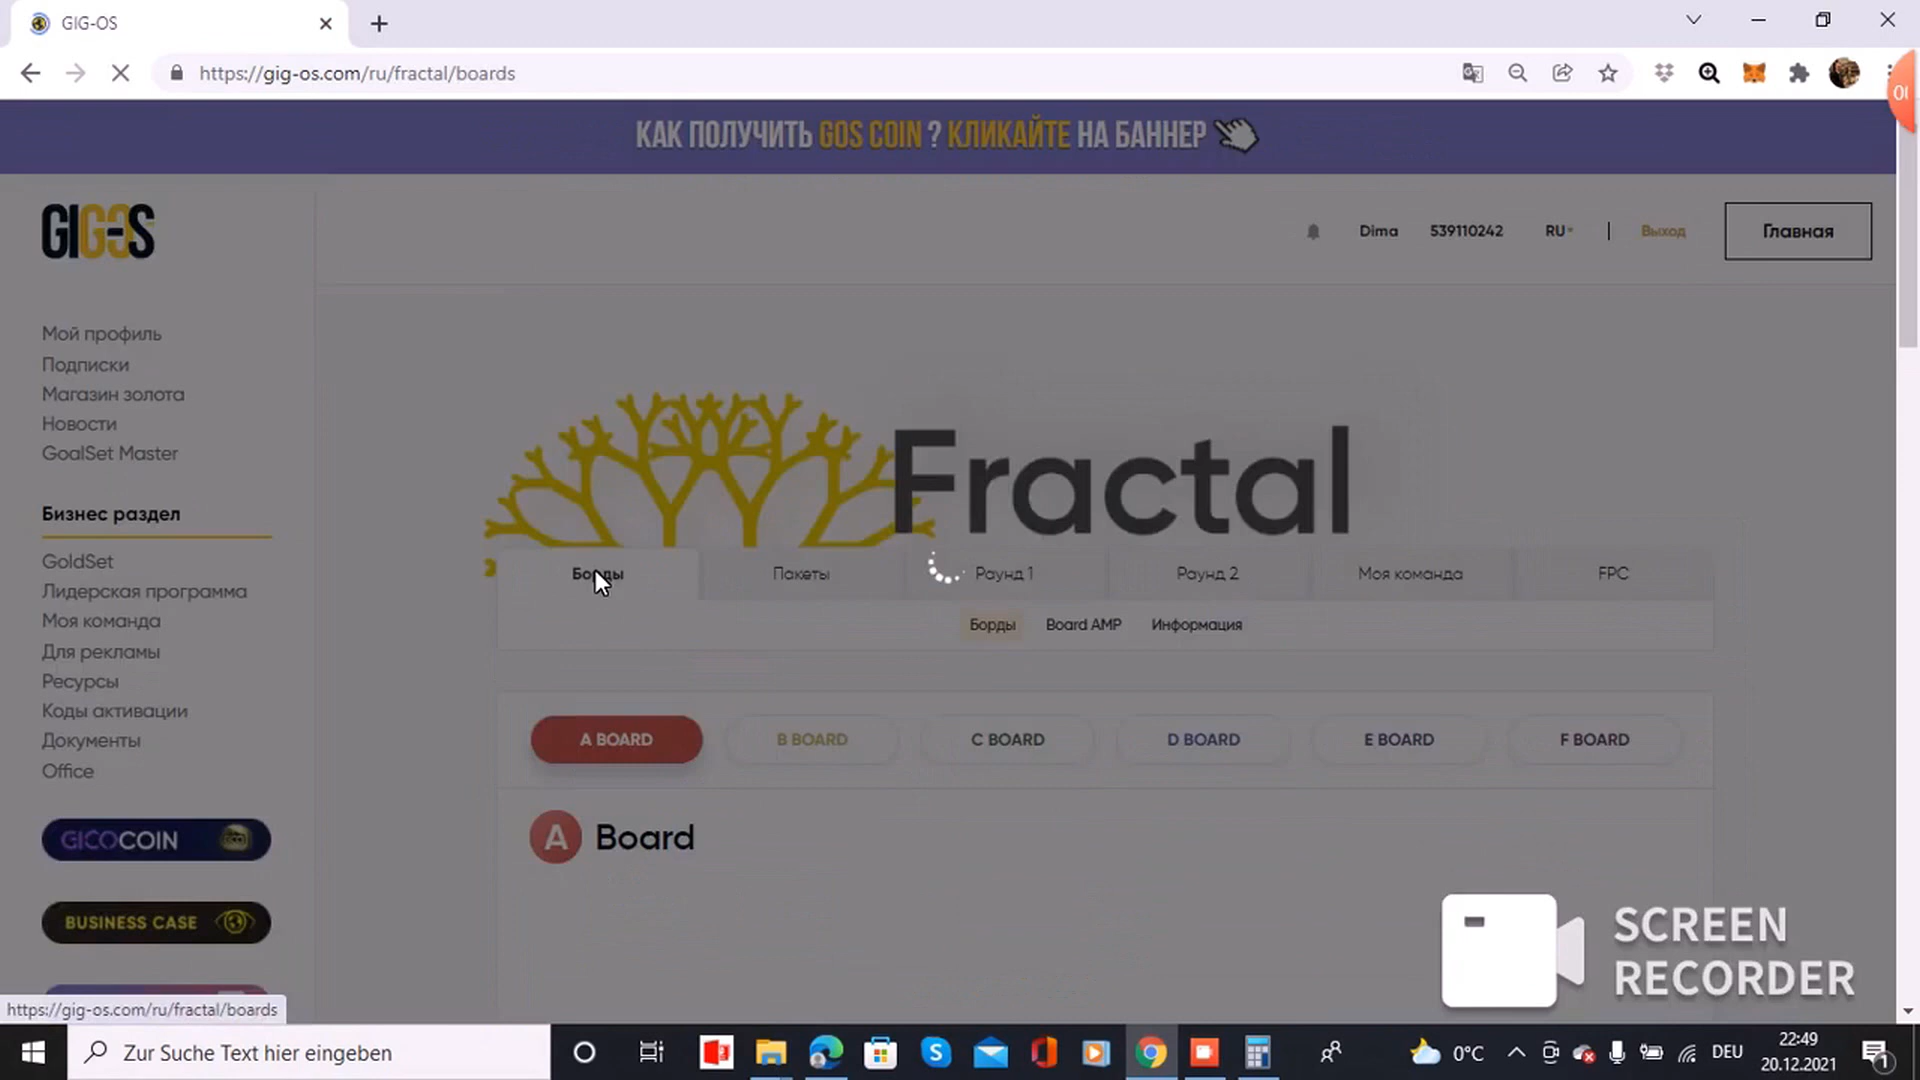 GIG-OS
https://gig-os.com/ru/fractal/boards
КАК ПОЛУЧИТЬ GOS COIN ? КЛИКАЙТЕ НА БАННЕР
GIGOS
Dima 539110242 RU Выход Главная
Мой профиль
Подписки
Магазин золота
Новости
GoalSet Master
Бизнес раздел
GoldSet
Лидерская программа
Моя команда
Для рекламы
Ресурсы
Коды активации
Документы
Office
GICOCOIN
BUSINESS CASE
Fractal
Борды Пакеты Раунд 1 Раунд 2 Моя команда FPC
Борды Board AMP Информация
A BOARD B BOARD C BOARD D BOARD E BOARD F BOARD
A Board
SCREEN
RECORDER
https://gig-os.com/ru/fractal/boards
Zur Suche Text hier eingeben
0°C DEU 22:49
20.12.2021
1